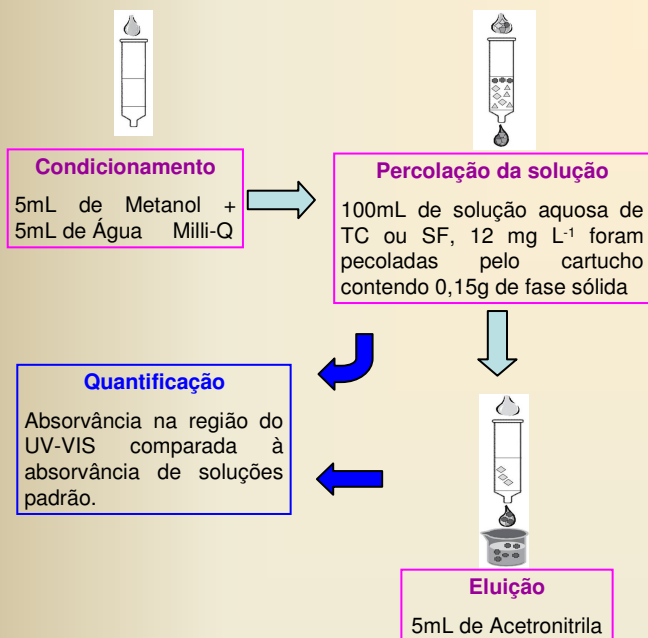 Condicionamento
5mL de Metanol +
5mL de Água Milli-Q
Percolação da solução
100mL de solução aquosa de
TC ou SF, 12 mg L⁻¹ foram
pecoladas pelo cartucho
contendo 0,15g de fase sólida
Quantificação
Absorvância na região do
UV-VIS comparada à
absorvância de soluções
padrão.
Eluição
5mL de Acetronitrila